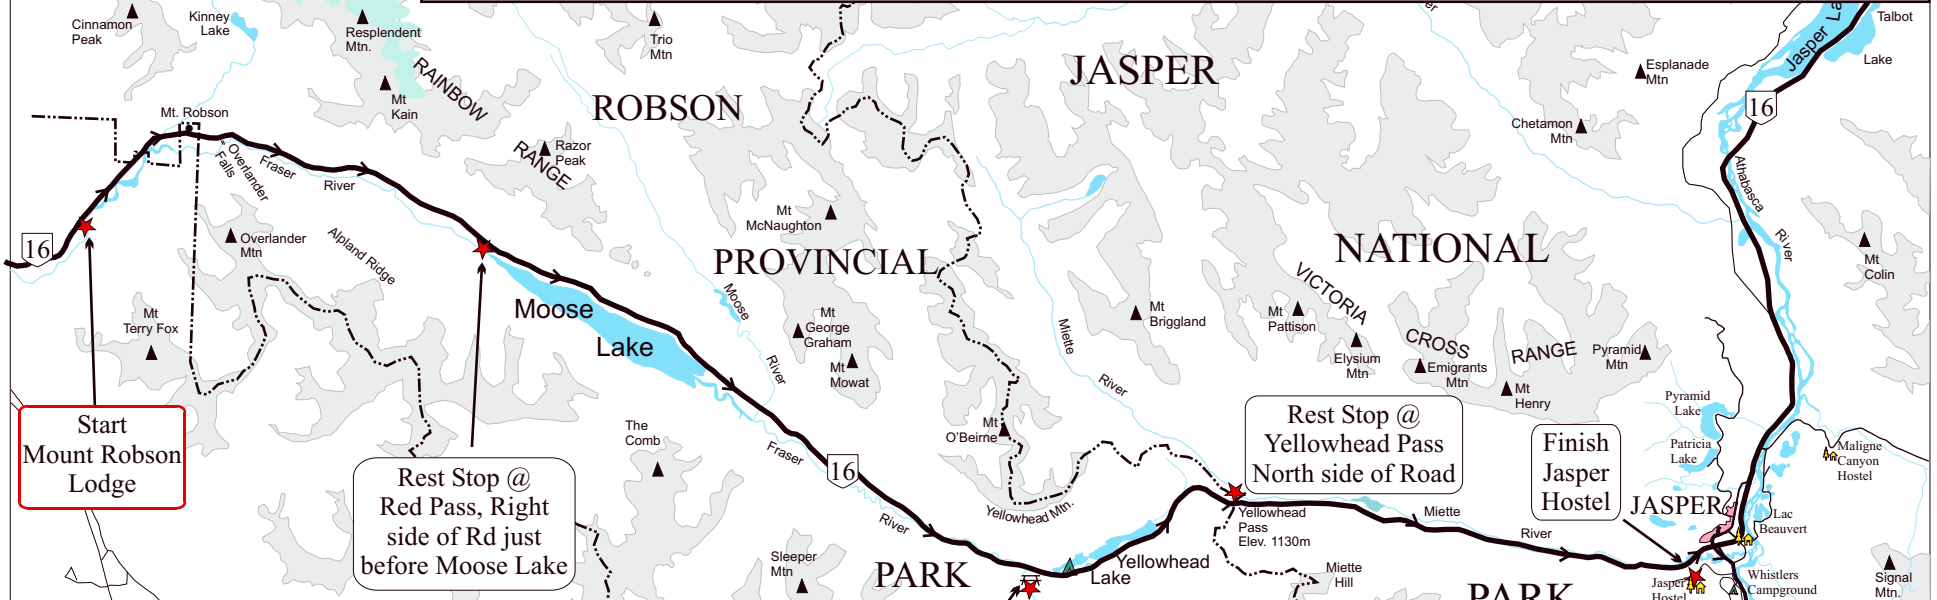 Cinnamon
Peak
Kinney
Lake
Resplendent
Mtn.
Trio
Mtn
JASPER
Jasper La
Talbot
Lake
Esplanade
Mtn
RAINBOW
RANGE
Mt
Kain
ROBSON
16
Mt. Robson
Chetamon
Mtn
Overlander
Falls
Fraser
River
Razor
Peak
Athabasca
River
Mt
McNaughton
16
Overlander
Mtn
Alpland Ridge
PROVINCIAL
NATIONAL
Mt
Colin
Moose
Lake
Moose
River
Mt
Terry Fox
Mt
George
Graham
Mt
Mowat
Miette
River
Mt
Briggland
VICTORIA
CROSS
RANGE
Mt
Pattison
Elysium
Mtn
Emigrants
Mtn
Mt
Henry
Pyramid
Mtn
Start
Mount Robson
Lodge
Rest Stop @
Red Pass, Right
side of Rd just
before Moose Lake
The
Comb
Fraser
16
River
Mt
O'Beirne
Yellowhead Mtn.
Rest Stop @
Yellowhead Pass
North side of Road
Finish
Jasper
Hostel
Pyramid
Lake
Patricia
Lake
Maligne
Canyon
Hostel
JASPER
Lac
Beauvert
Yellowhead
Pass
Elev. 1130m
Miette
River
Sleeper
Mtn
PARK
Yellowhead
Lake
Miette
Hill
PARK
Jasper
Hostel
Whistlers
Campground
Signal
Mtn.